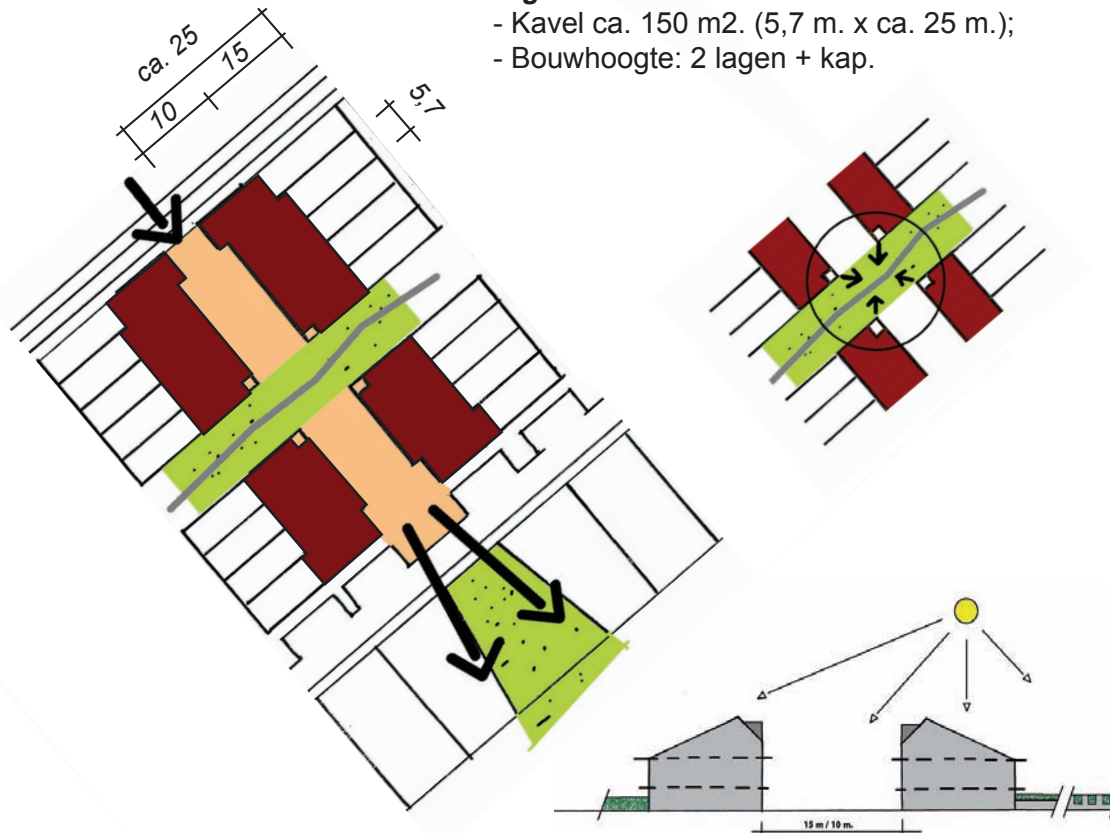 - Kavel ca. 150 m2. (5,7 m. x ca. 25 m.);
- Bouwhoogte: 2 lagen + kap.
ca. 25
15
10
5,7
15 m / 10 m.